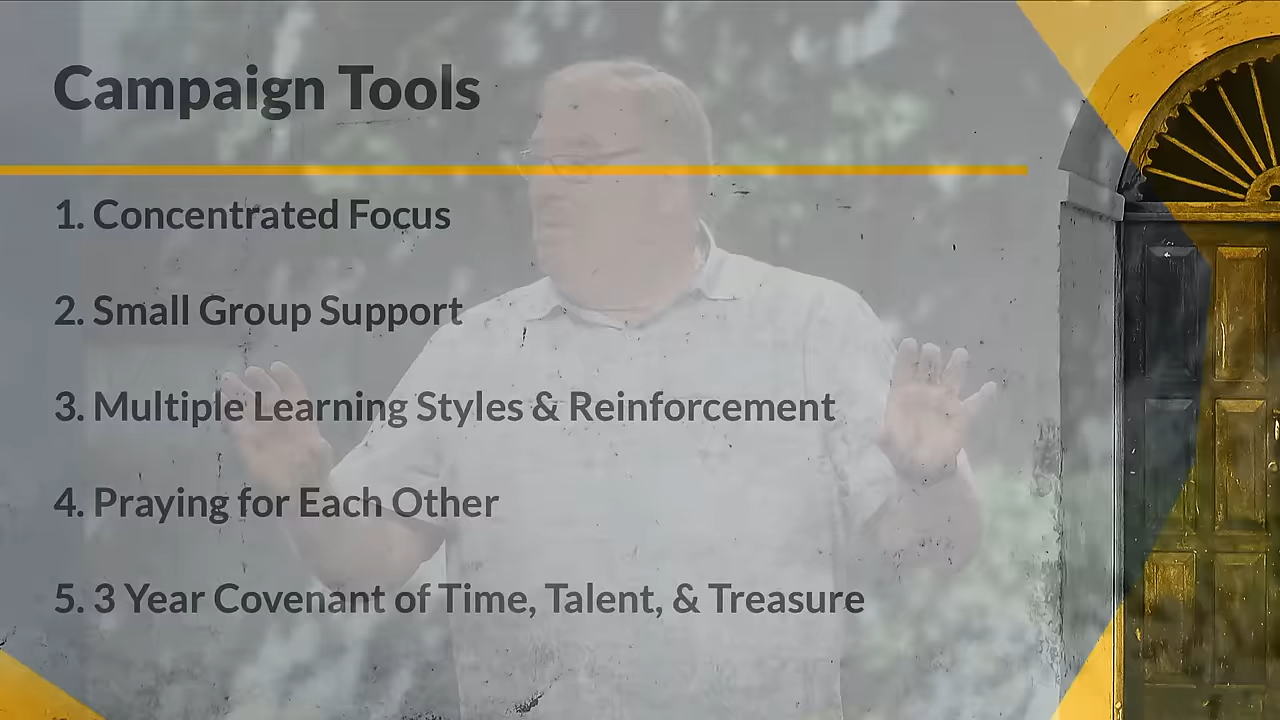 Campaign Tools
1. Concentrated Focus
2. Small Group Support
3. Multiple Learning Styles & Reinforcement
4. Praying for Each Other
5. 3 Year Covenant of Time, Talent, & Treasure